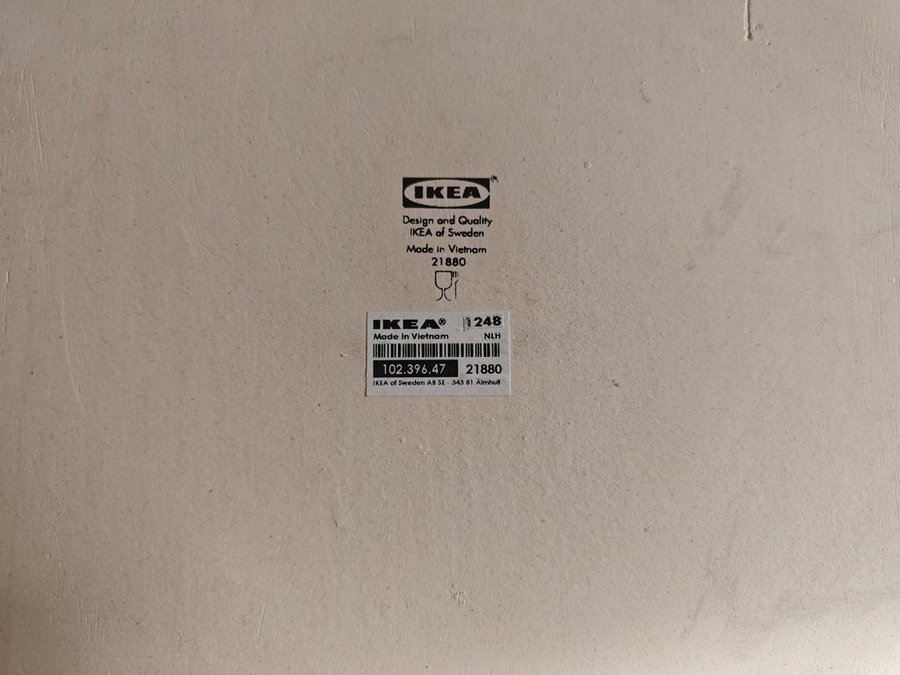 IKEA®
Design and Quality
IKEA of Sweden
Made in Vietnam
21880
IKEA® 248
Made in Vietnam NLH
102.396.47 21880
IKEA of Sweden AB SE - 343 81 Älmhult